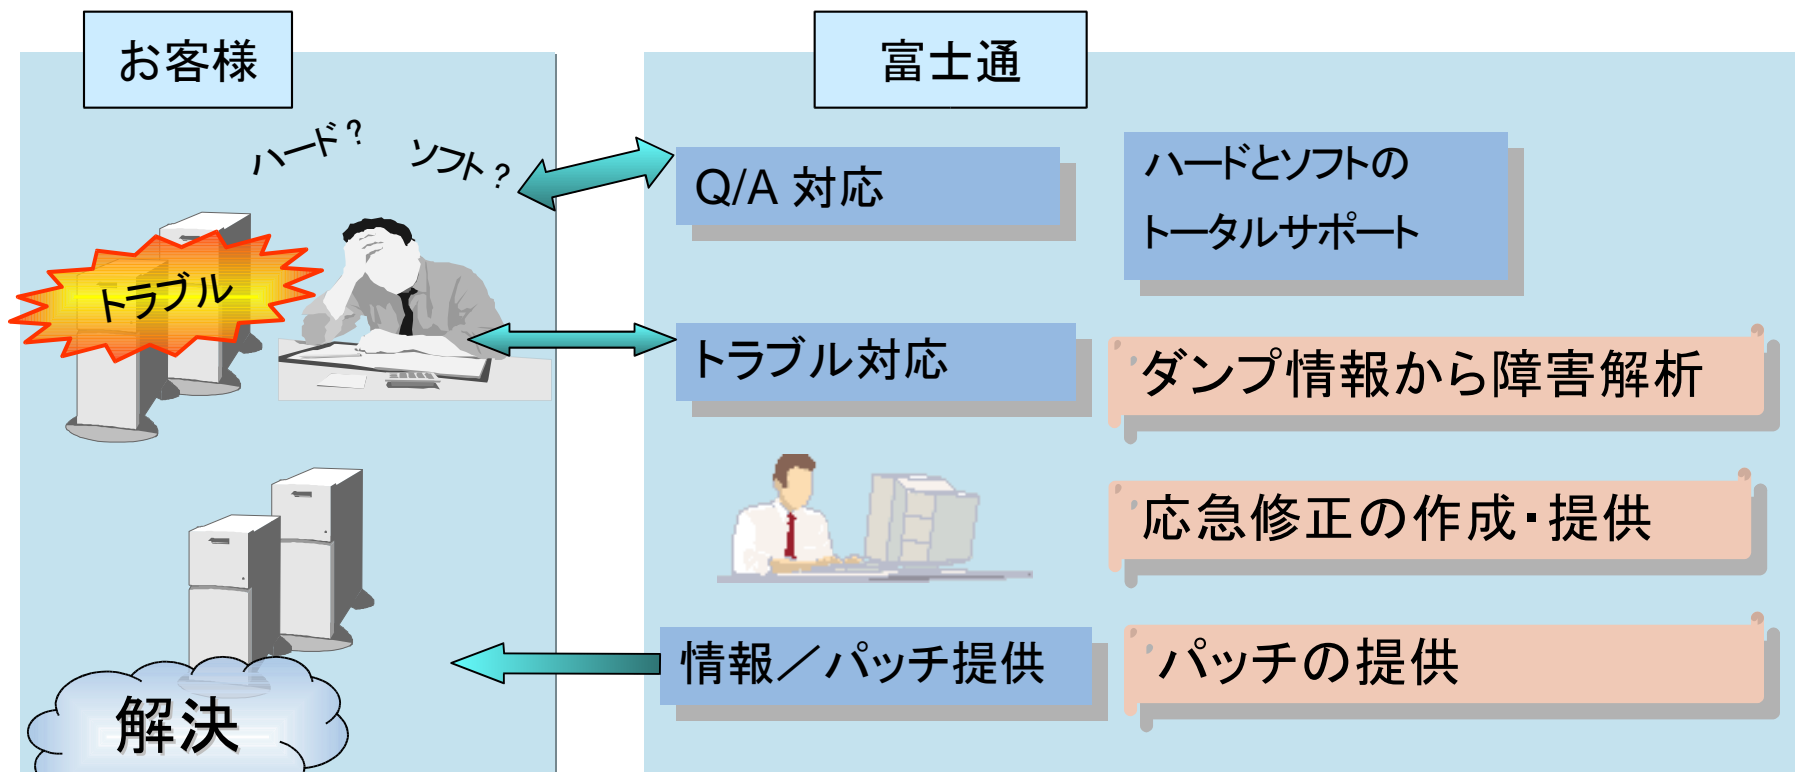 お客様
富士通
ハード?
ソフト?
Q/A 対応
ハードとソフトの
トータルサポート
トラブル
トラブル対応
ダンプ情報から障害解析
応急修正の作成・提供
情報／パッチ提供
パッチの提供
解決